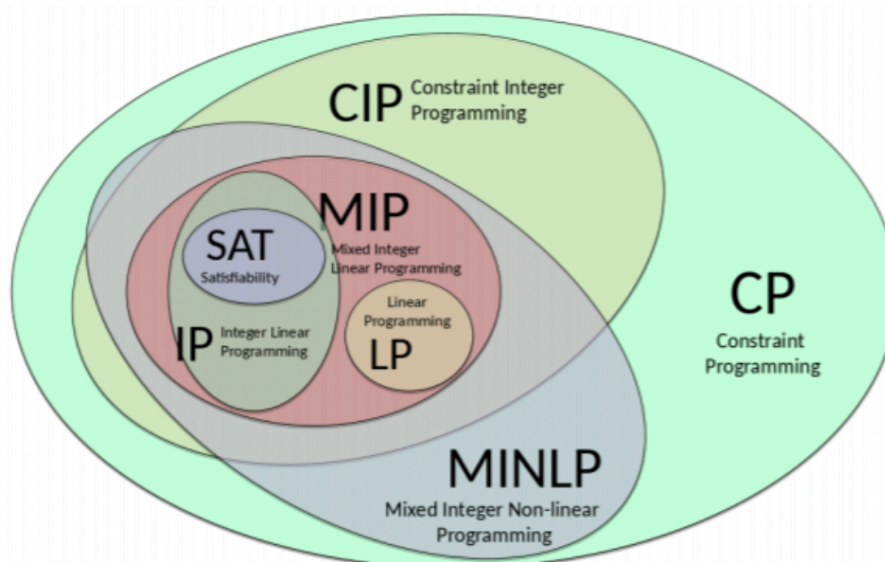 CIP
Constraint Integer
Programming
MIP
Mixed Integer
Linear Programming
SAT
Satisfiability
IP
Integer Linear
Programming
Linear
Programming
LP
CP
Constraint
Programming
MINLP
Mixed Integer Non-linear
Programming